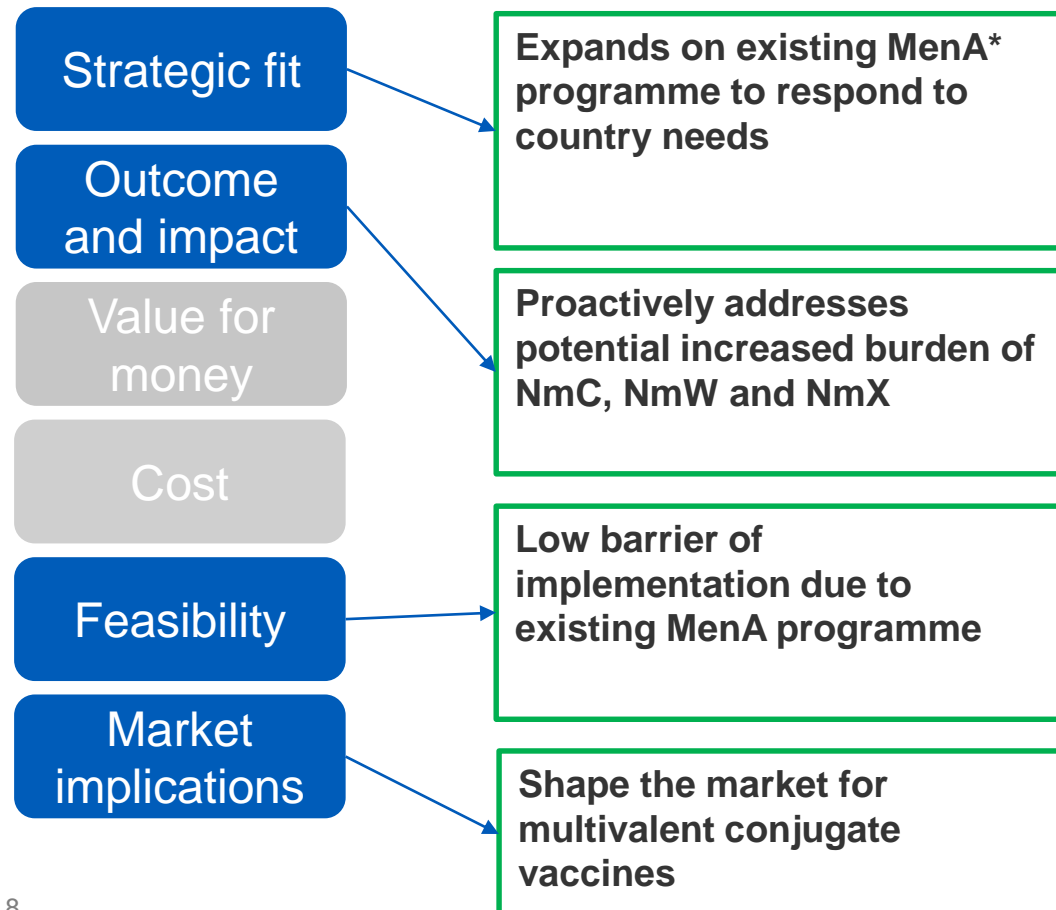 Strategic fit
Expands on existing MenA*
programme to respond to
country needs
Outcome
and impact
Proactively addresses
potential increased burden of
NmC, NmW and NmX
Value for
money
Cost
Feasibility
Low barrier of
implementation due to
existing MenA programme
Market
implications
Shape the market for
multivalent conjugate
vaccines
8